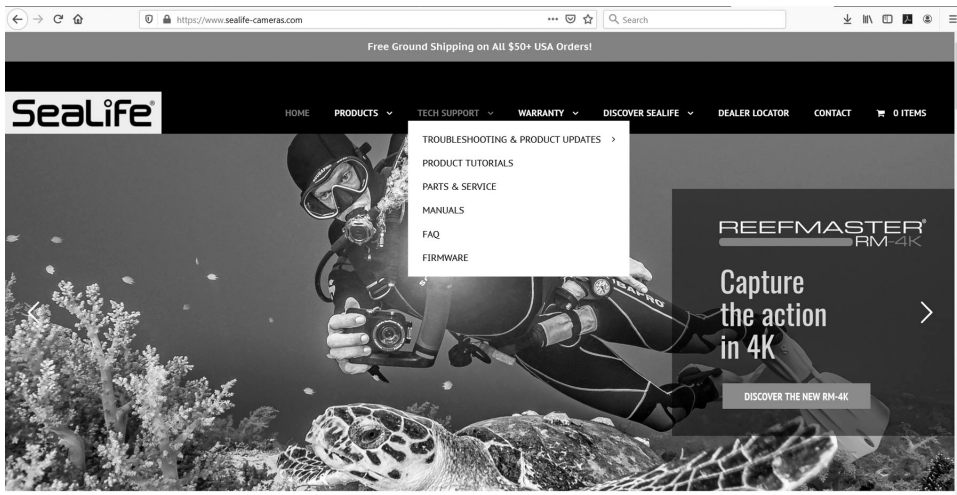 https://www.sealife-cameras.com
Search
Free Ground Shipping on All $50+ USA Orders!
SeaLife®
HOME
PRODUCTS
TECH SUPPORT
WARRANTY
DISCOVER SEALIFE
DEALER LOCATOR
CONTACT
0 ITEMS
TROUBLESHOOTING & PRODUCT UPDATES
PRODUCT TUTORIALS
PARTS & SERVICE
MANUALS
FAQ
FIRMWARE
REEFMASTER®
RM-4K
Capture
the action
in 4K
DISCOVER THE NEW RM-4K